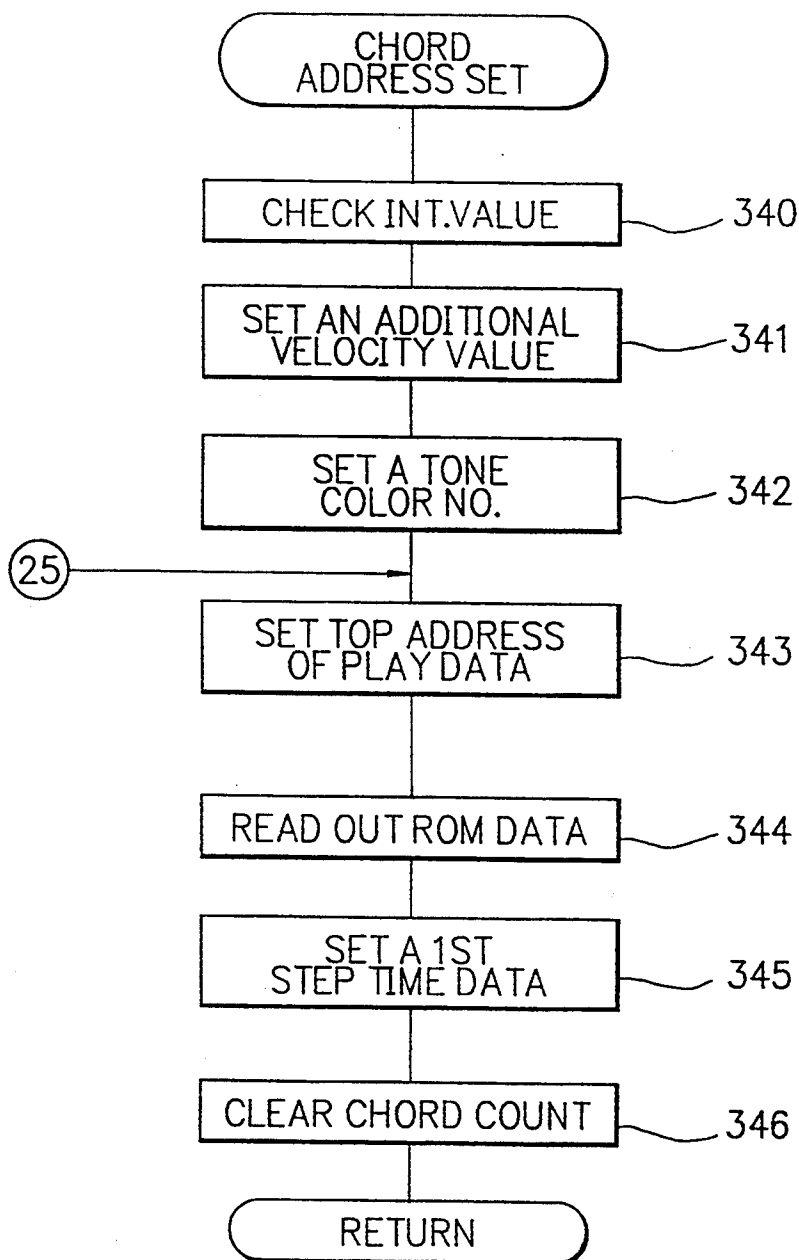 CHORD
ADDRESS SET
CHECK INT.VALUE
340
SET AN ADDITIONAL
VELOCITY VALUE
341
SET A TONE
COLOR NO.
342
25
SET TOP ADDRESS
OF PLAY DATA
343
READ OUT ROM DATA
344
SET A 1ST
STEP TIME DATA
345
CLEAR CHORD COUNT
346
RETURN